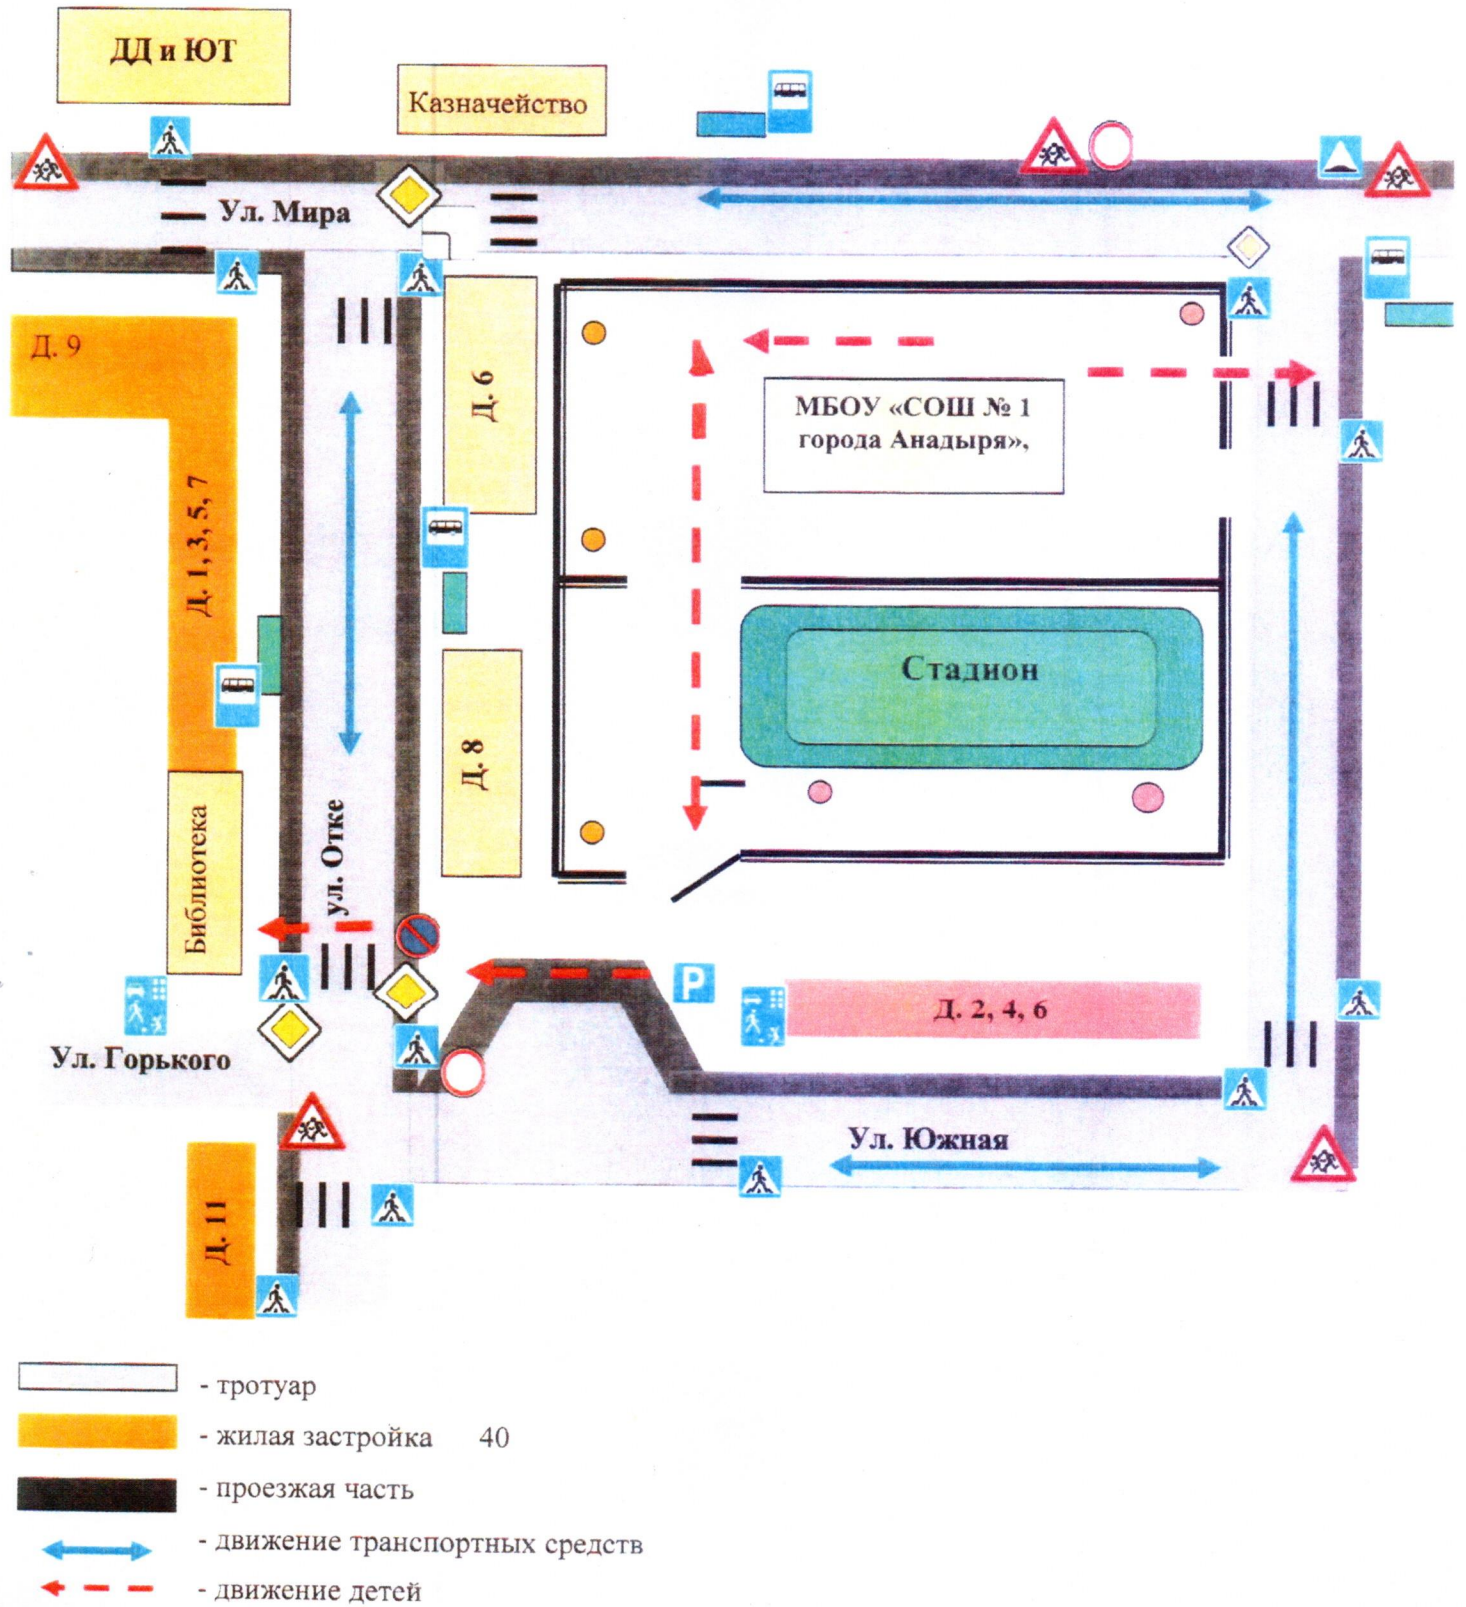 ДД и ЮТ
Казначейство
Ул. Мира
Д. 9
Д. 6
МБОУ «СОШ № 1
города Анадыря»,
Д. 1, 3, 5, 7
Стадион
Д. 8
ул. Отке
Библиотека
P
Д. 2, 4, 6
Ул. Горького
Ул. Южная
Д. 11
- тротуар
- жилая застройка 40
- проезжая часть
- движение транспортных средств
- движение детей